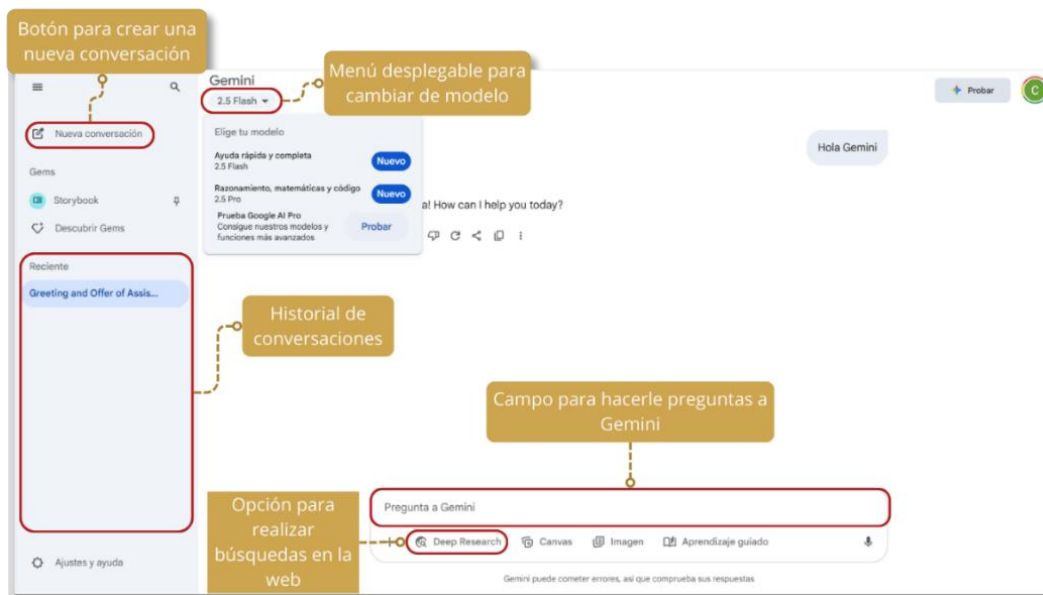 Botón para crear una
nueva conversación
Menú desplegable para
cambiar de modelo
Gemini
2.5 Flash
Probar
C
Nueva conversación
Elige tu modelo
Ayuda rápida y completa
2.5 Flash
Nuevo
Razonamiento, matemáticas y código
2.5 Pro
Nuevo
Prueba Google AI Pro
Consigue nuestros modelos y
funciones más avanzados
Probar
Hola Gemini
a! How can I help you today?
Gems
Storybook
Descubrir Gems
Reciente
Greeting and Offer of Assis...
Historial de
conversaciones
Campo para hacerle preguntas a
Gemini
Opción para
realizar
búsquedas en la
web
Pregunta a Gemini
Deep Research
Canvas
Imagen
Aprendizaje guiado
Ajustes y ayuda
Gemini puede cometer errores, así que comprueba sus respuestas